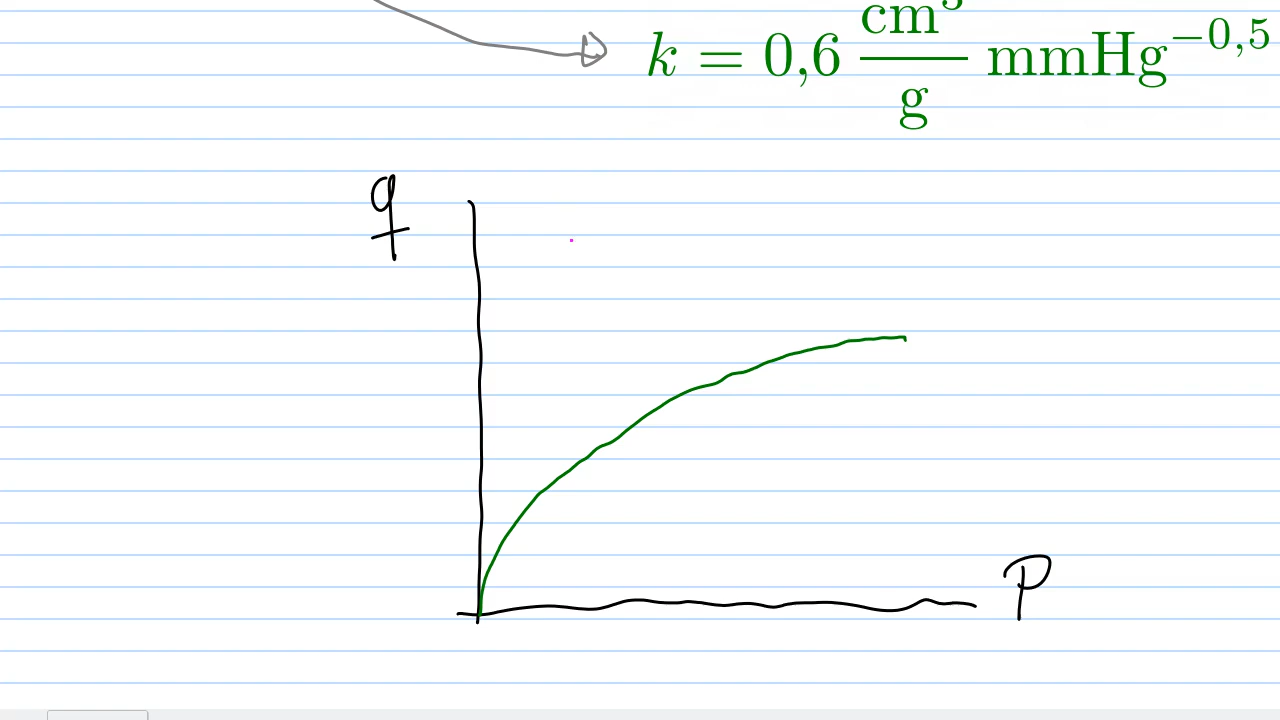 k = 0,6 cm³/g mmHg⁻⁰,⁵
q
P